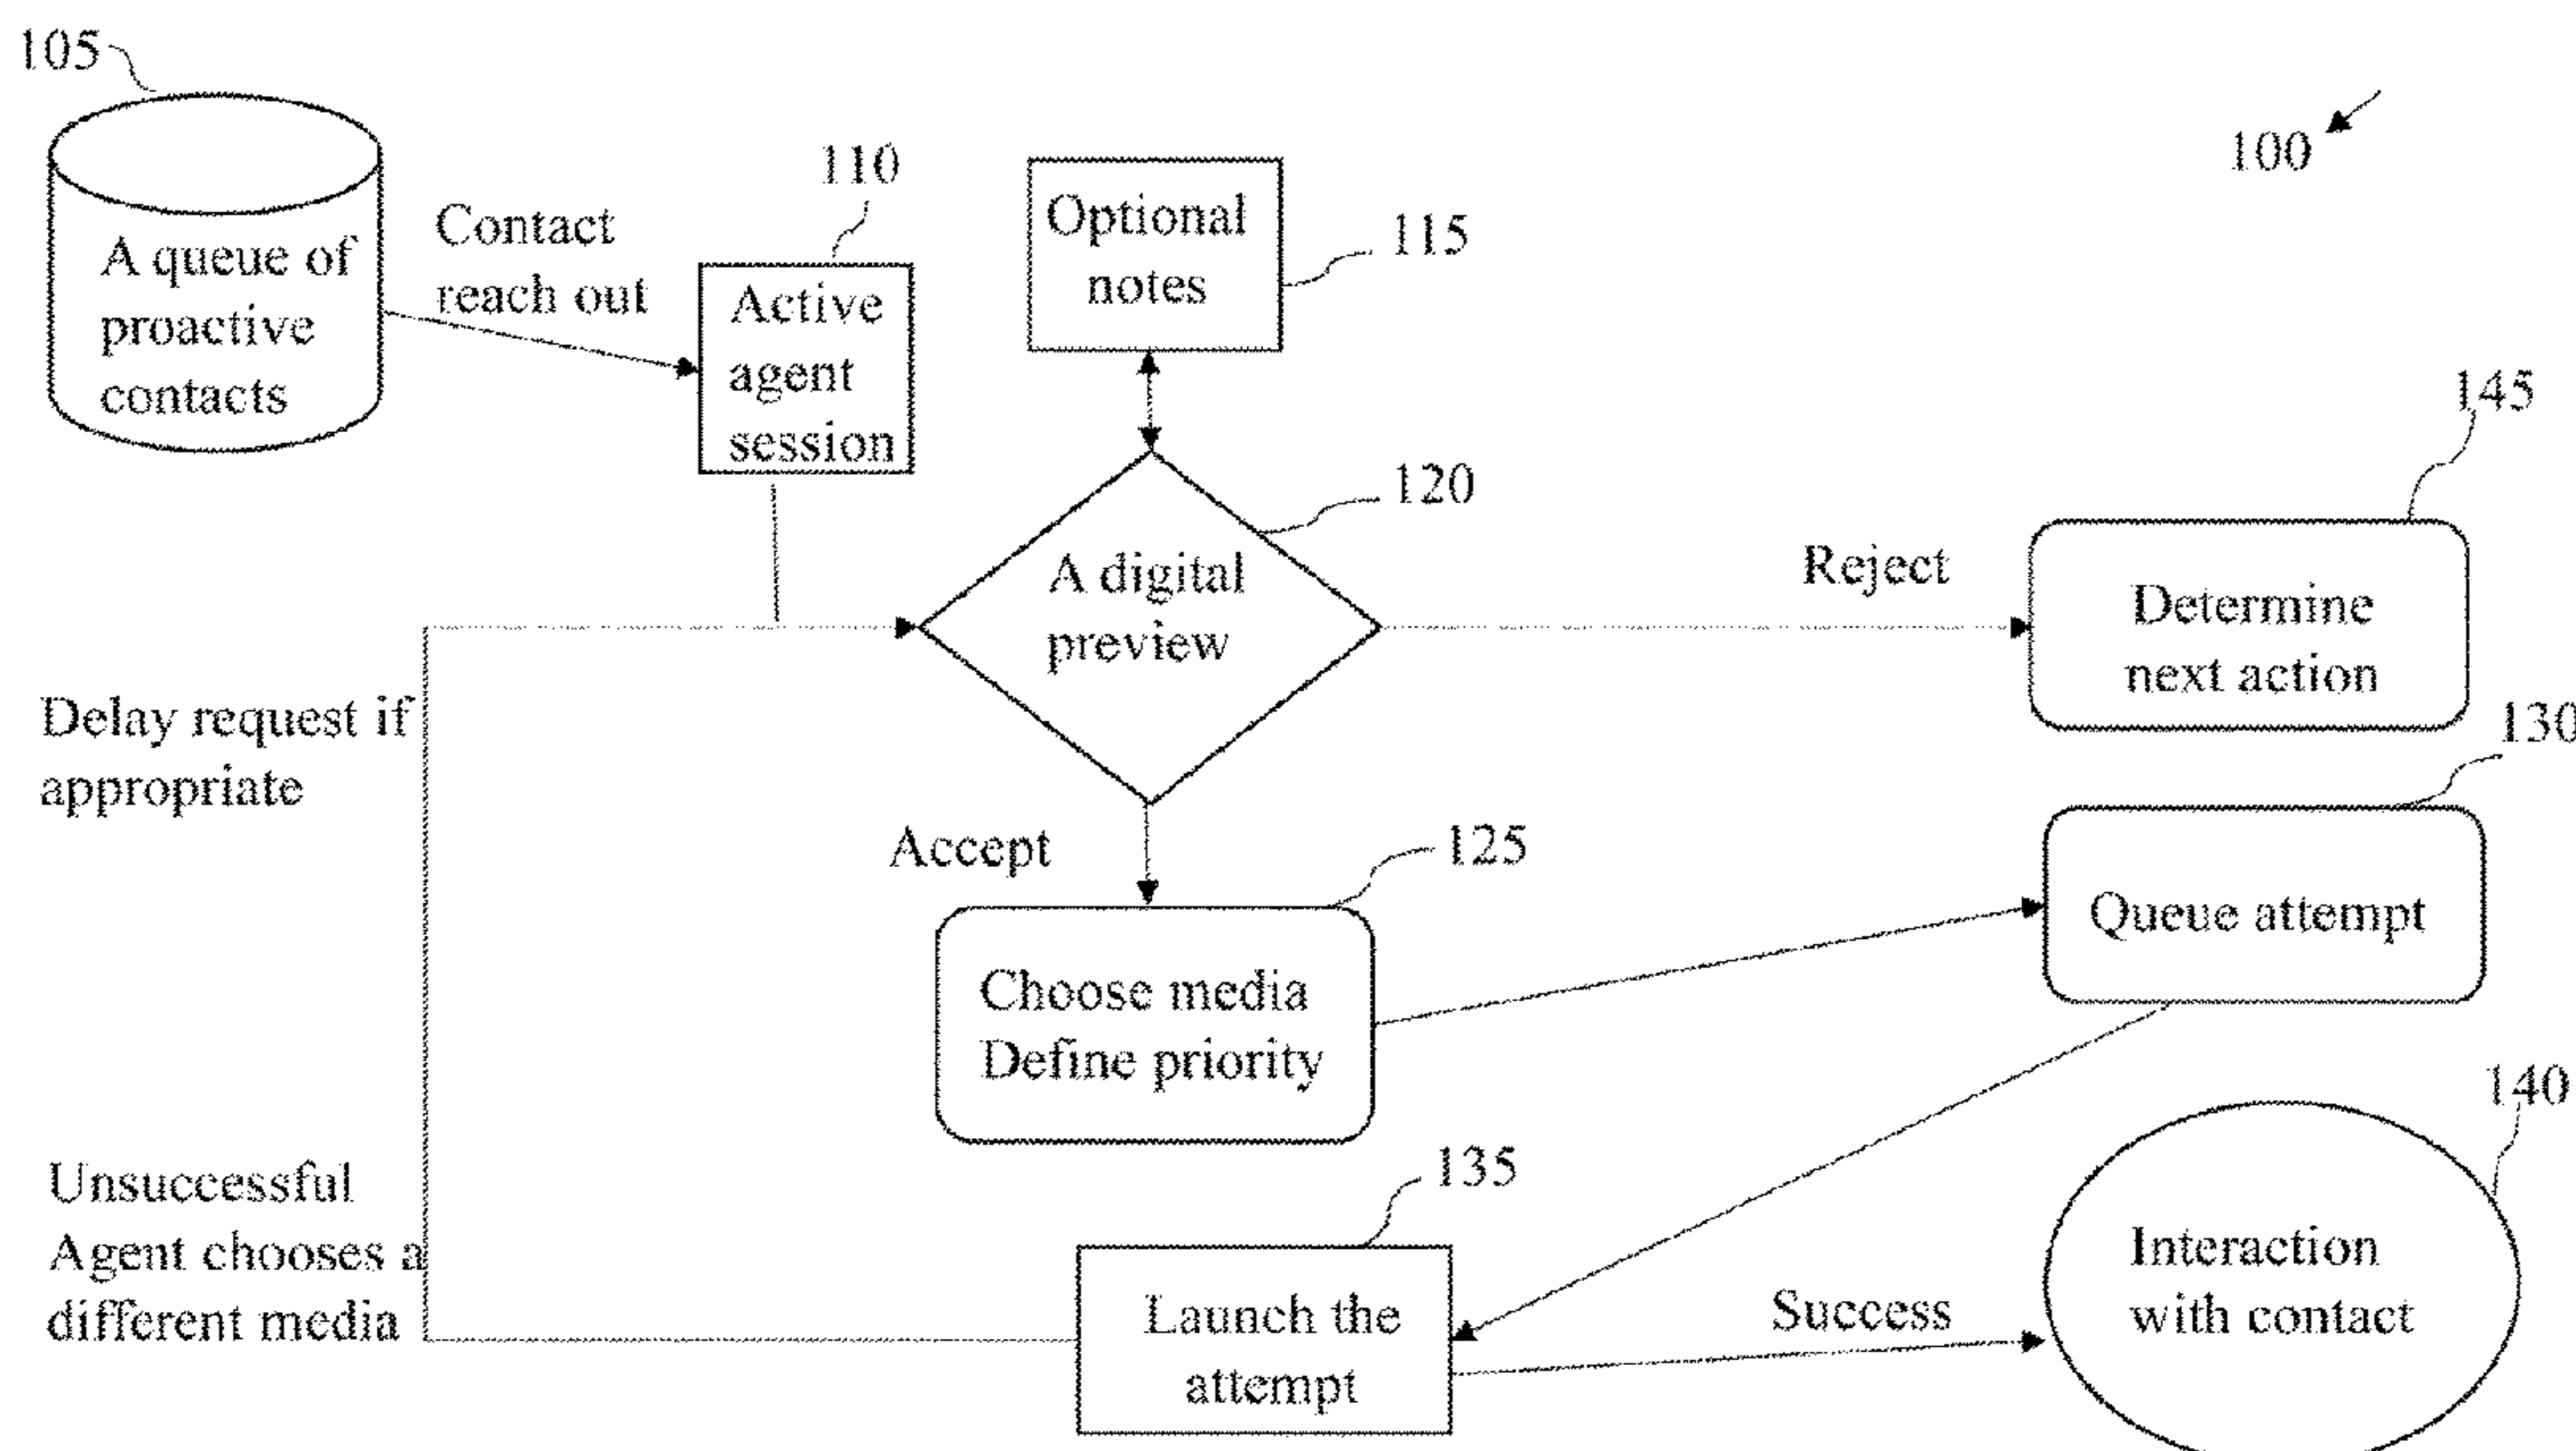 105
110
100
Contact
reach out
A queue of
proactive
contacts
Active
agent
session
Optional
notes
115
145
120
A digital
preview
Reject
Determine
next action
Delay request if
appropriate
130
Accept
125
Queue attempt
Choose media
Define priority
140
135
Unsuccessful
Agent chooses a
different media
Launch the
attempt
Success
Interaction
with contact